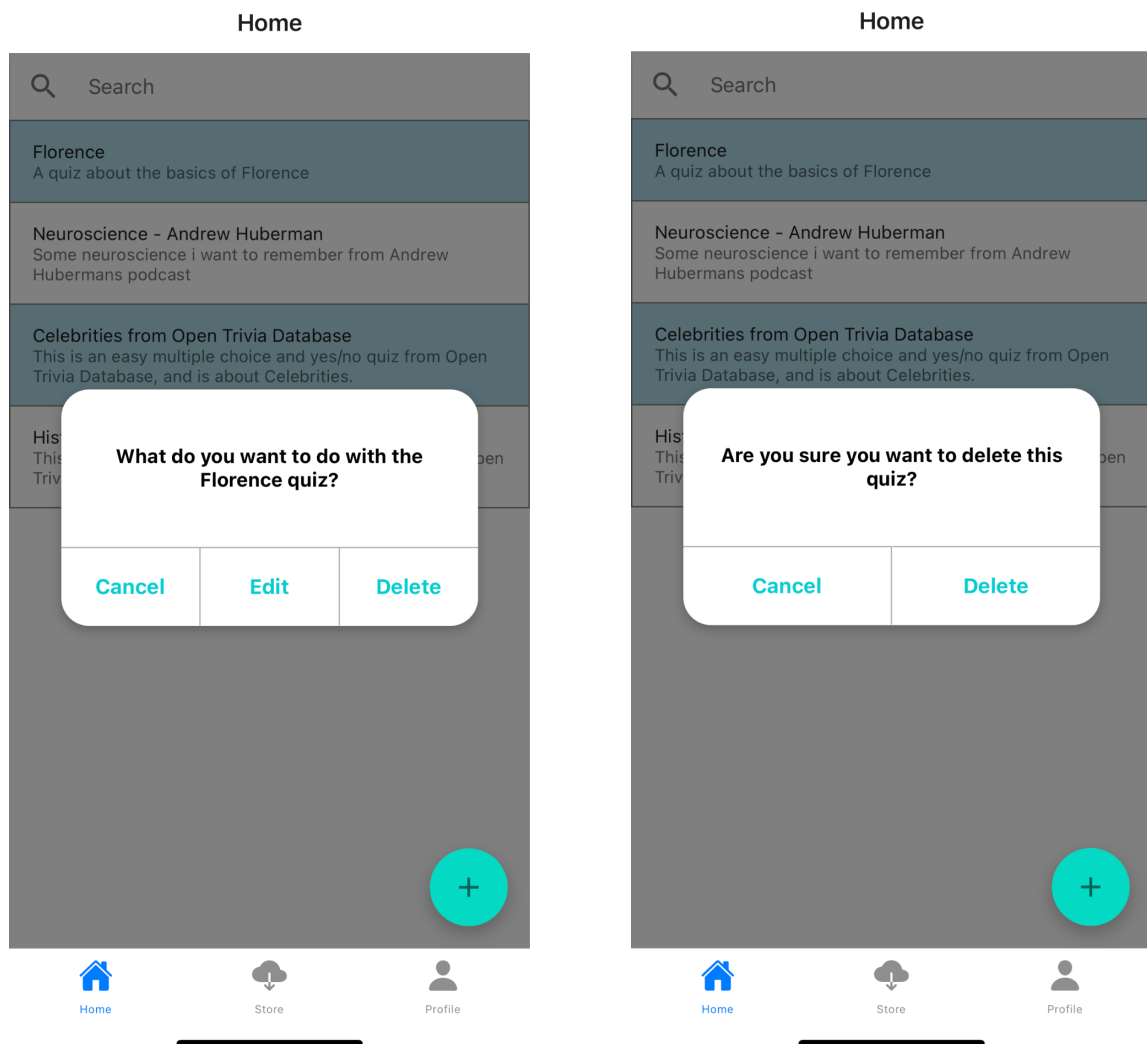 Home
Search
Florence
A quiz about the basics of Florence
Neuroscience - Andrew Huberman
Some neuroscience i want to remember from Andrew
Hubermans podcast
Celebrities from Open Trivia Database
This is an easy multiple choice and yes/no quiz from Open
Trivia Database, and is about Celebrities.
What do you want to do with the
Florence quiz?
Cancel Edit Delete
+
Home Store Profile
Home
Search
Florence
A quiz about the basics of Florence
Neuroscience - Andrew Huberman
Some neuroscience i want to remember from Andrew
Hubermans podcast
Celebrities from Open Trivia Database
This is an easy multiple choice and yes/no quiz from Open
Trivia Database, and is about Celebrities.
Are you sure you want to delete this
quiz?
Cancel Delete
+
Home Store Profile